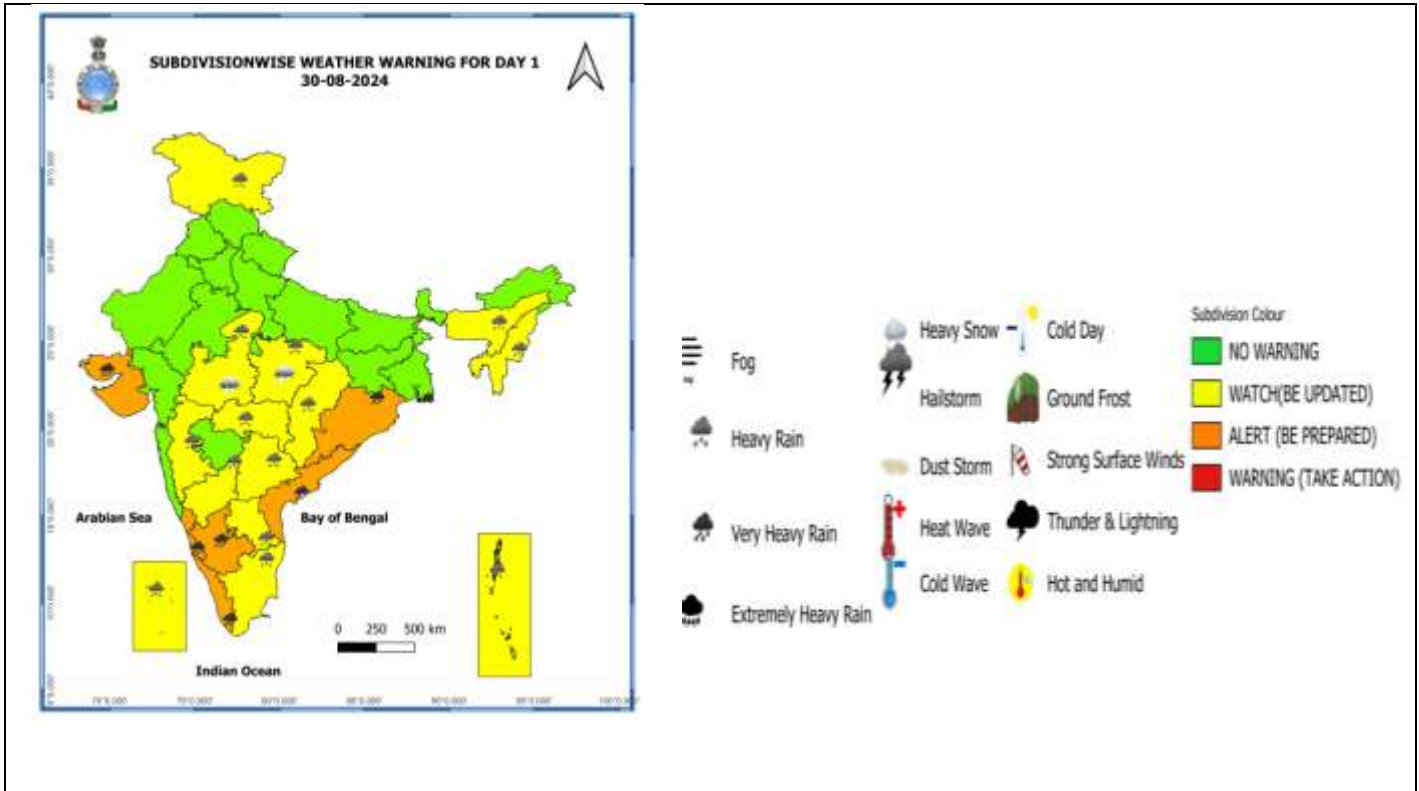 SUBDIVISIONWISE WEATHER WARNING FOR DAY 1
30-08-2024
Arabian Sea
Bay of Bengal
0 250 500 km
Indian Ocean
Fog
Heavy Rain
Very Heavy Rain
Extremely Heavy Rain
Heavy Snow
Hailstorm
Dust Storm
Heat Wave
Cold Wave
Cold Day
Ground Frost
Strong Surface Winds
Thunder & Lightning
Hot and Humid
Subdivision Colour
NO WARNING
WATCH(BE UPDATED)
ALERT (BE PREPARED)
WARNING (TAKE ACTION)